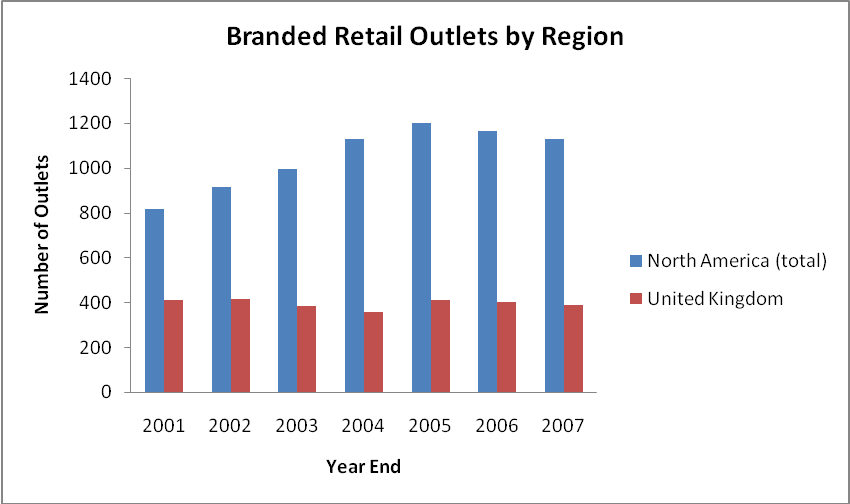 Branded Retail Outlets by Region
1400
1200
1000
800
600
400
200
0
Number of Outlets
2001 2002 2003 2004 2005 2006 2007
Year End
North America (total)
United Kingdom